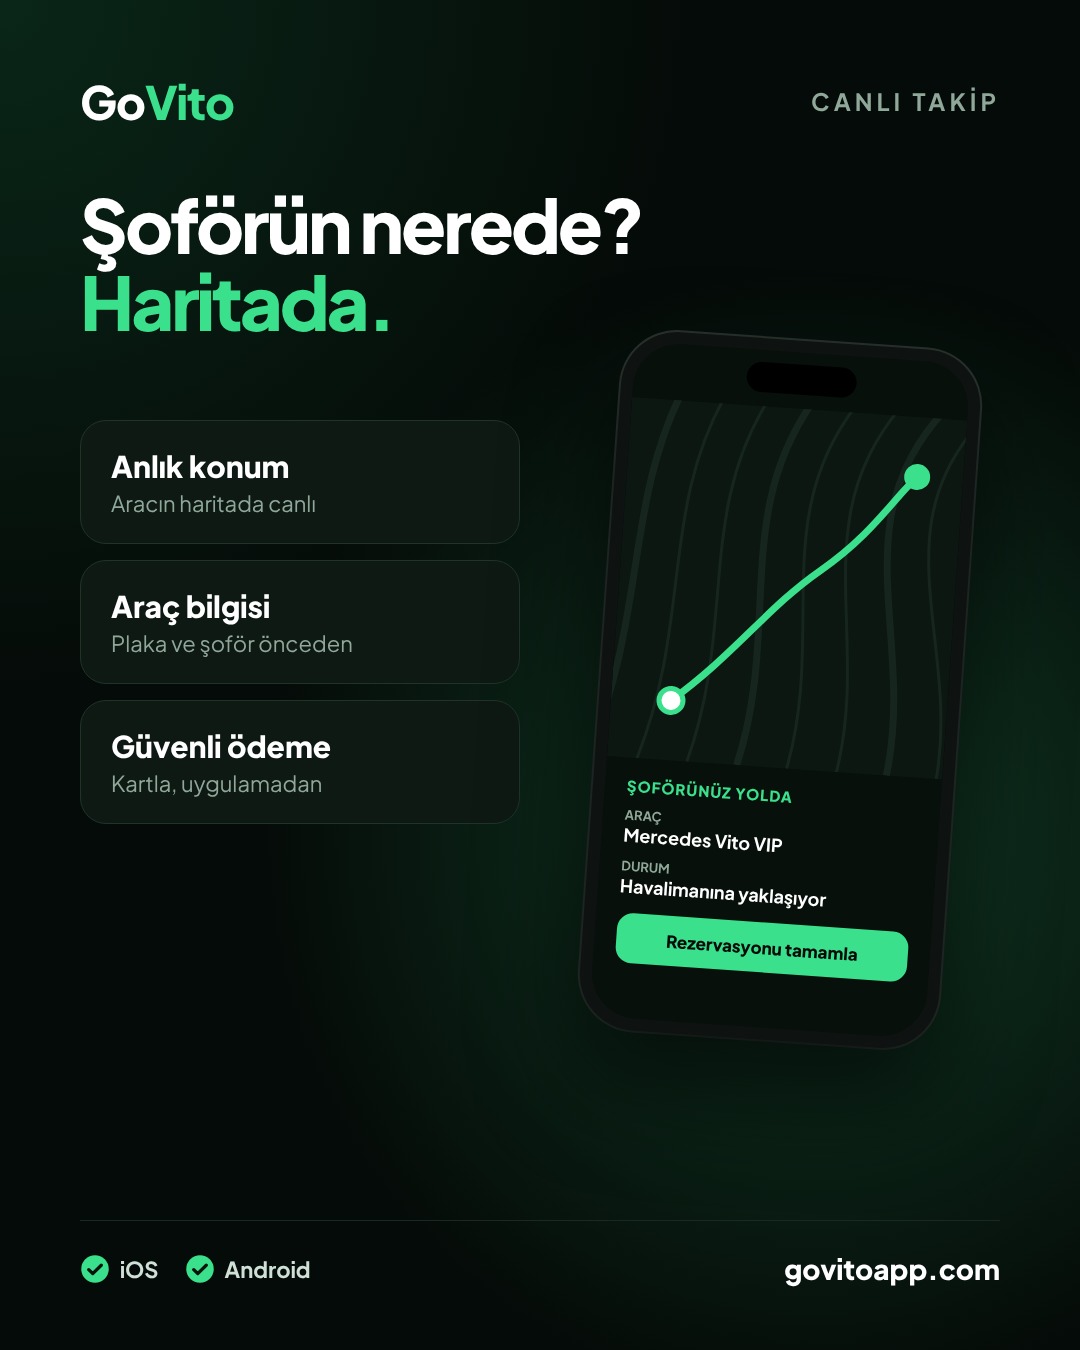 GoVito
CANLI TAKİP
Şoförün nerede?
Haritada.
Anlık konum
Aracın haritada canlı
Araç bilgisi
Plaka ve şoför önceden
Güvenli ödeme
Kartla, uygulamadan
ŞOFÖRÜNÜZ YOLDA
ARAÇ
Mercedes Vito VIP
DURUM
Havalimanına yaklaşıyor
Rezervasyonu tamamla
iOS
Android
govitoapp.com